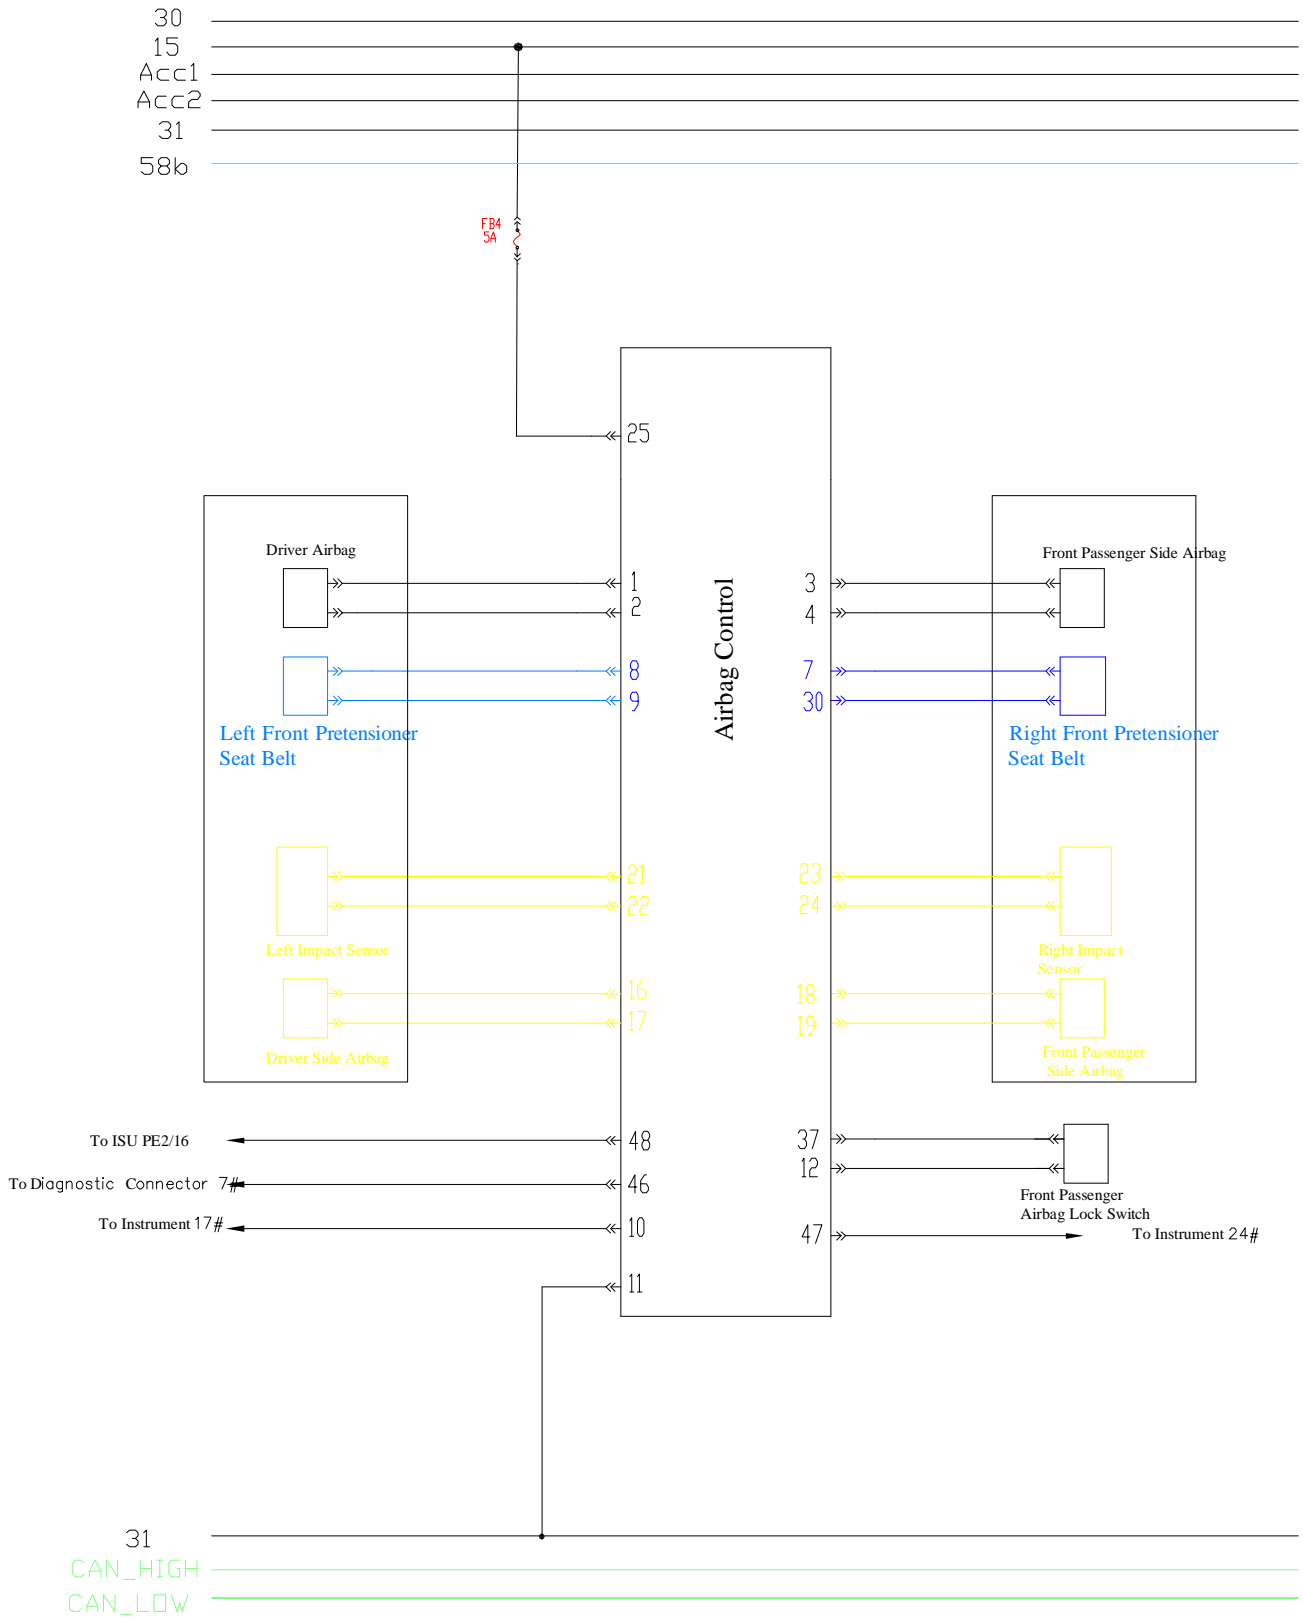 30
15
Acc1
Acc2
31
58b
FB4
5A
25
Driver Airbag
Front Passenger Side Airbag
1
2
3
4
Airbag Control
8
9
7
30
Left Front Pretensioner
Seat Belt
Right Front Pretensioner
Seat Belt
21
22
23
24
Left Impact Sensor
Right Impact
Sensor
16
17
18
19
Driver Side Airbag
Front Passenger
Side Airbag
To ISU PE2/16
48
37
12
To Diagnostic Connector 7#
46
Front Passenger
Airbag Lock Switch
To Instrument 17#
10
47
To Instrument 24#
11
31
CAN_HIGH
CAN_LOW